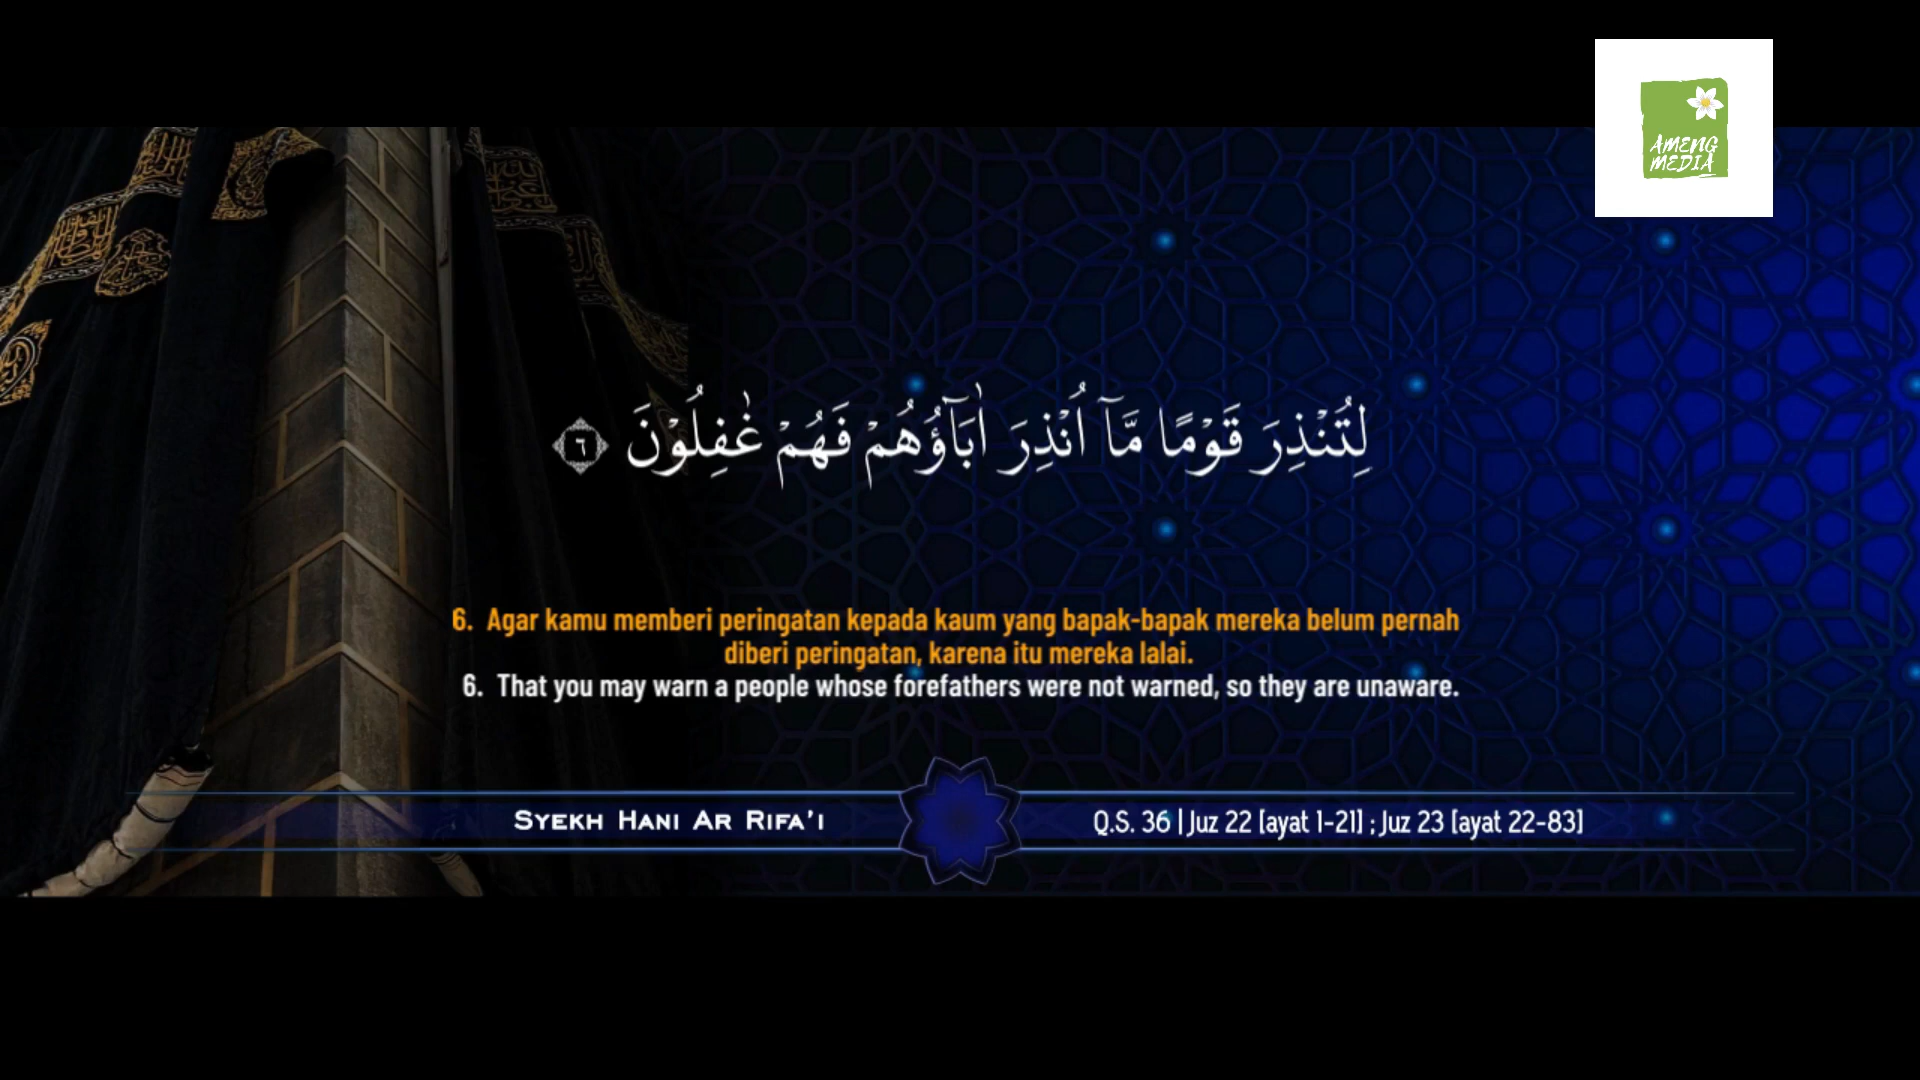 AMENG
MEDIA
لِتُنْذِرَ قَوْمًا مَّآ اُنْذِرَ اٰبَاۤؤُهُمْ فَهُمْ غٰفِلُوْنَ ٦
6. Agar kamu memberi peringatan kepada kaum yang bapak-bapak mereka belum pernah
diberi peringatan, karena itu mereka lalai.
6. That you may warn a people whose forefathers were not warned, so they are unaware.
Syekh Hani Ar Rifa'i
Q.S. 36 | Juz 22 [ayat 1-21] ; Juz 23 [ayat 22-83]